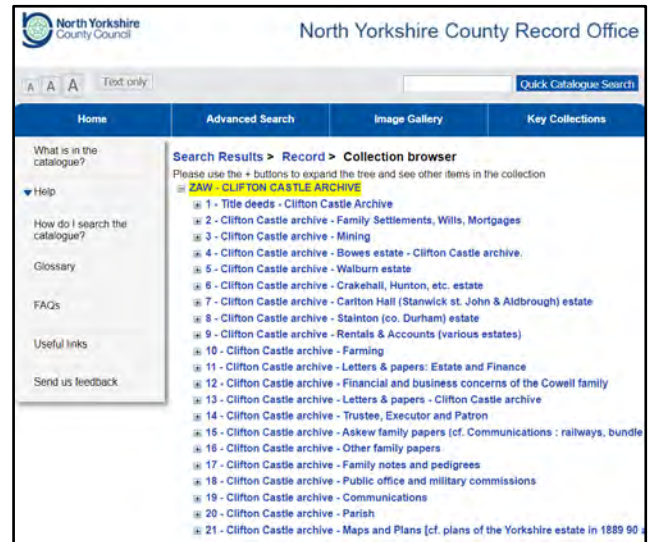 North Yorkshire
County Council
North Yorkshire County Record Office
A A A Text only
Quick Catalogue Search
Home Advanced Search Image Gallery Key Collections
What is in the
catalogue?
Help
How do I search the
catalogue?
Glossary
FAQs
Useful links
Send us feedback
Search Results > Record > Collection browser
Please use the + buttons to expand the tree and see other items in the collection
ZAW - CLIFTON CASTLE ARCHIVE
1 - Title deeds - Clifton Castle Archive
2 - Clifton Castle archive - Family Settlements, Wills, Mortgages
3 - Clifton Castle archive - Mining
4 - Clifton Castle archive - Bowes estate - Clifton Castle archive.
5 - Clifton Castle archive - Walburn estate
6 - Clifton Castle archive - Crakehall, Hunton, etc. estate
7 - Clifton Castle archive - Carlton Hall (Stanwick st. John & Aldbrough) estate
8 - Clifton Castle archive - Stainton (co. Durham) estate
9 - Clifton Castle archive - Rentals & Accounts (various estates)
10 - Clifton Castle archive - Farming
11 - Clifton Castle archive - Letters & papers: Estate and Finance
12 - Clifton Castle archive - Financial and business concerns of the Cowell family
13 - Clifton Castle archive - Letters & papers - Clifton Castle archive
14 - Clifton Castle archive - Trustee, Executor and Patron
15 - Clifton Castle archive - Askew family papers (cf. Communications : railways, bundle
16 - Clifton Castle archive - Other family papers
17 - Clifton Castle archive - Family notes and pedigrees
18 - Clifton Castle archive - Public office and military commissions
19 - Clifton Castle archive - Communications
20 - Clifton Castle archive - Parish
21 - Clifton Castle archive - Maps and Plans [cf. plans of the Yorkshire estate in 1889 90